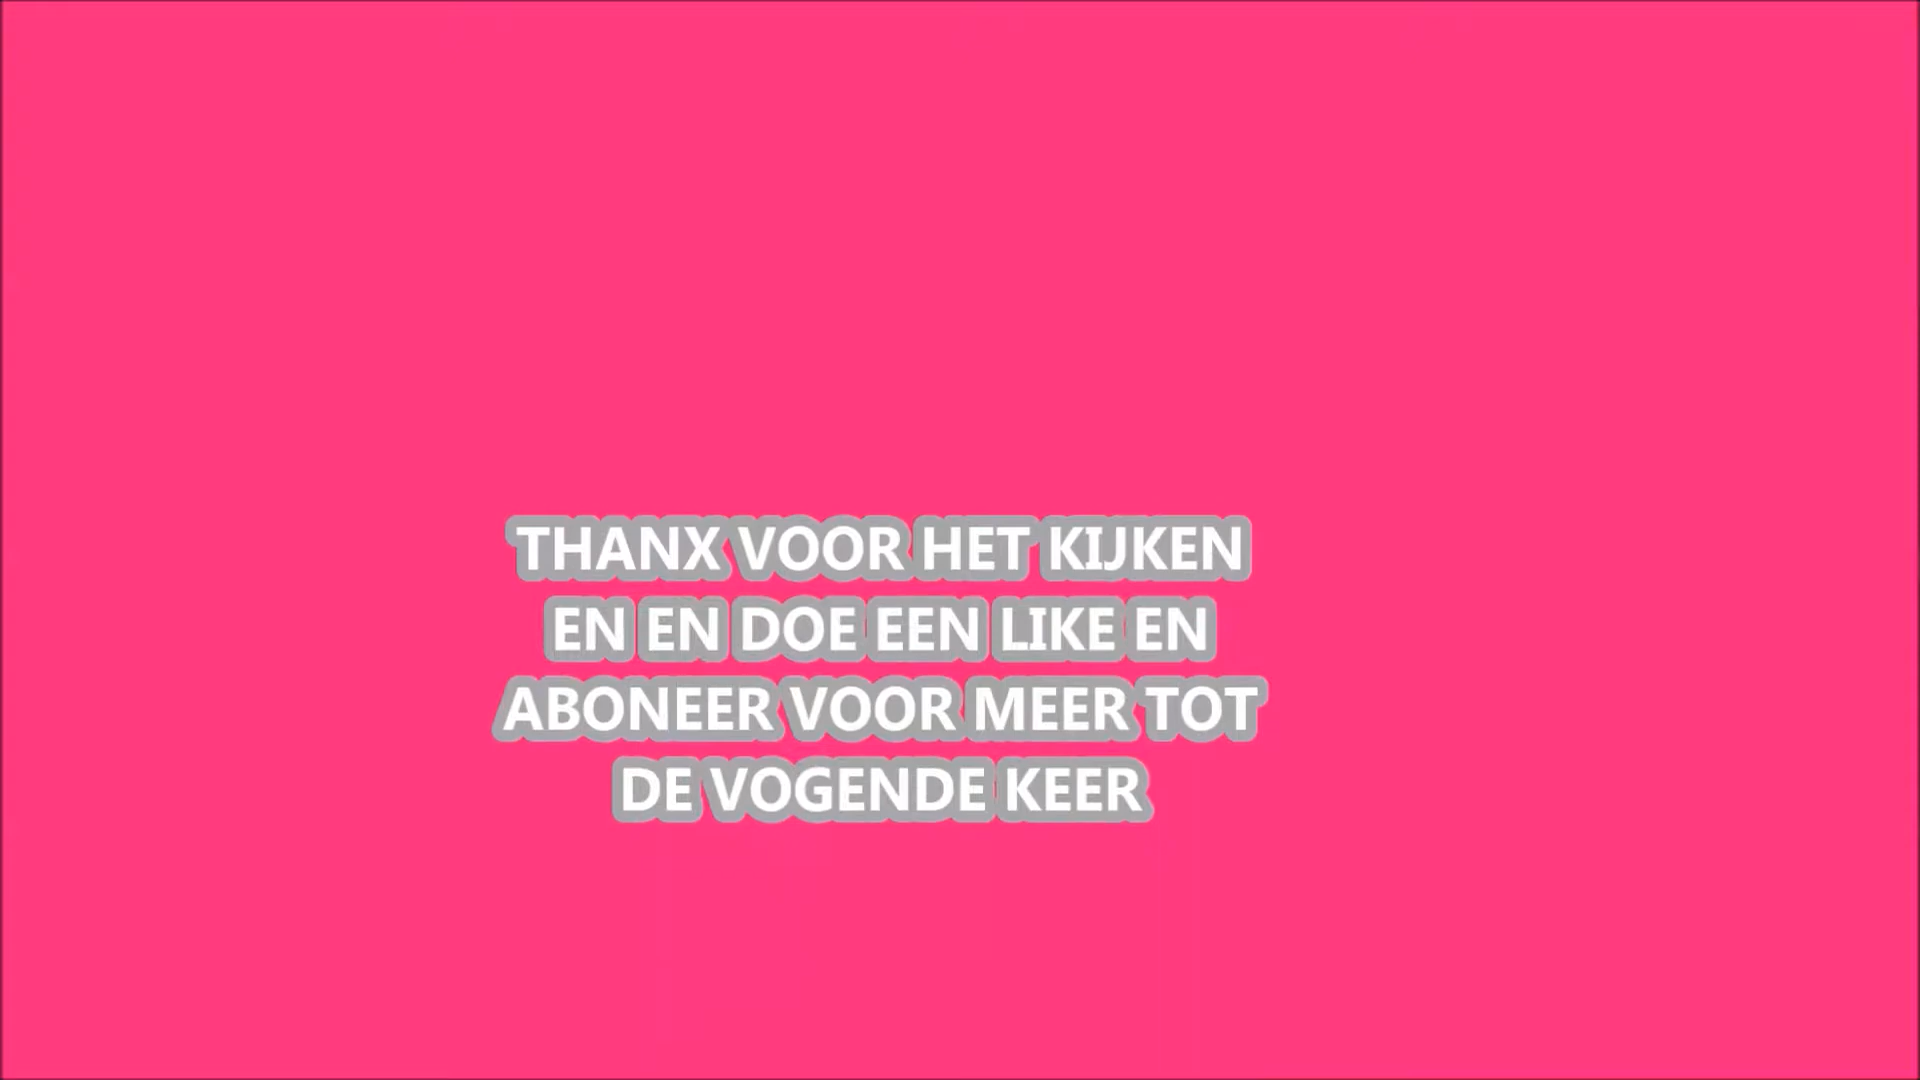 THANX VOOR HET KIJKEN
EN EN DOE EEN LIKE EN
ABONEER VOOR MEER TOT
DE VOGENDE KEER